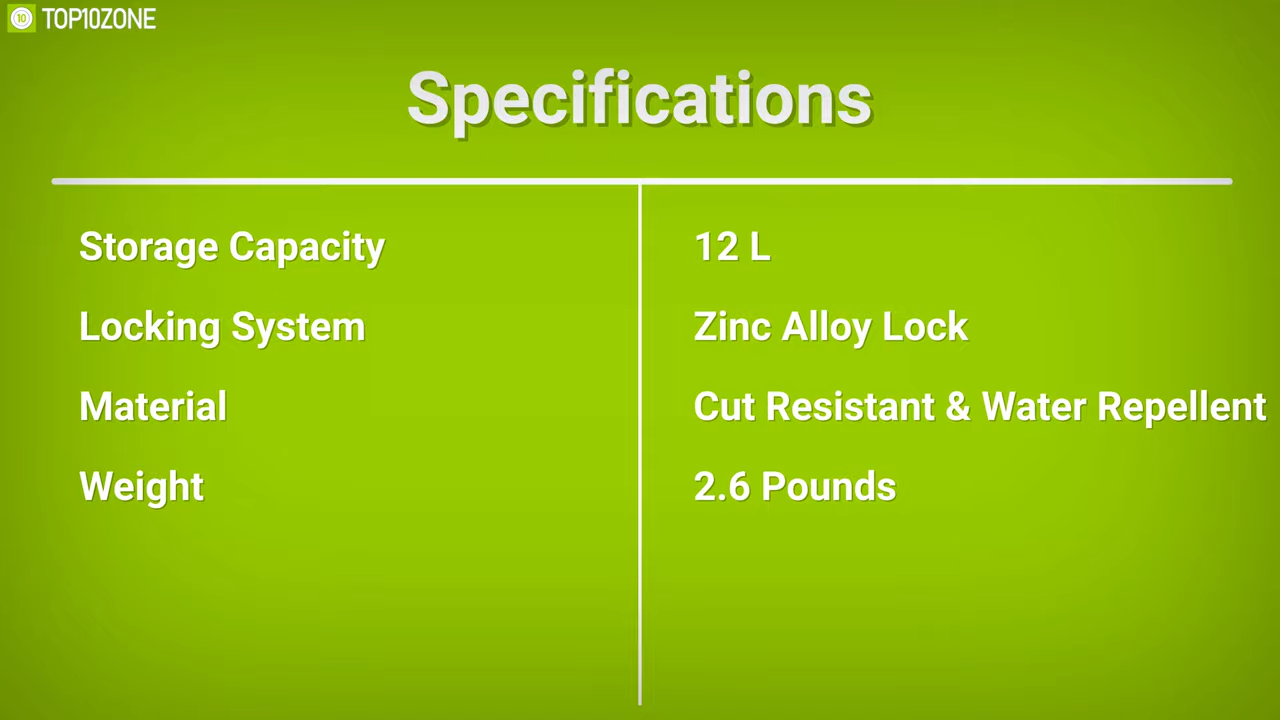 10 TOP10ZONE
Specifications
Storage Capacity 12 L
Locking System Zinc Alloy Lock
Material Cut Resistant & Water Repellent
Weight 2.6 Pounds